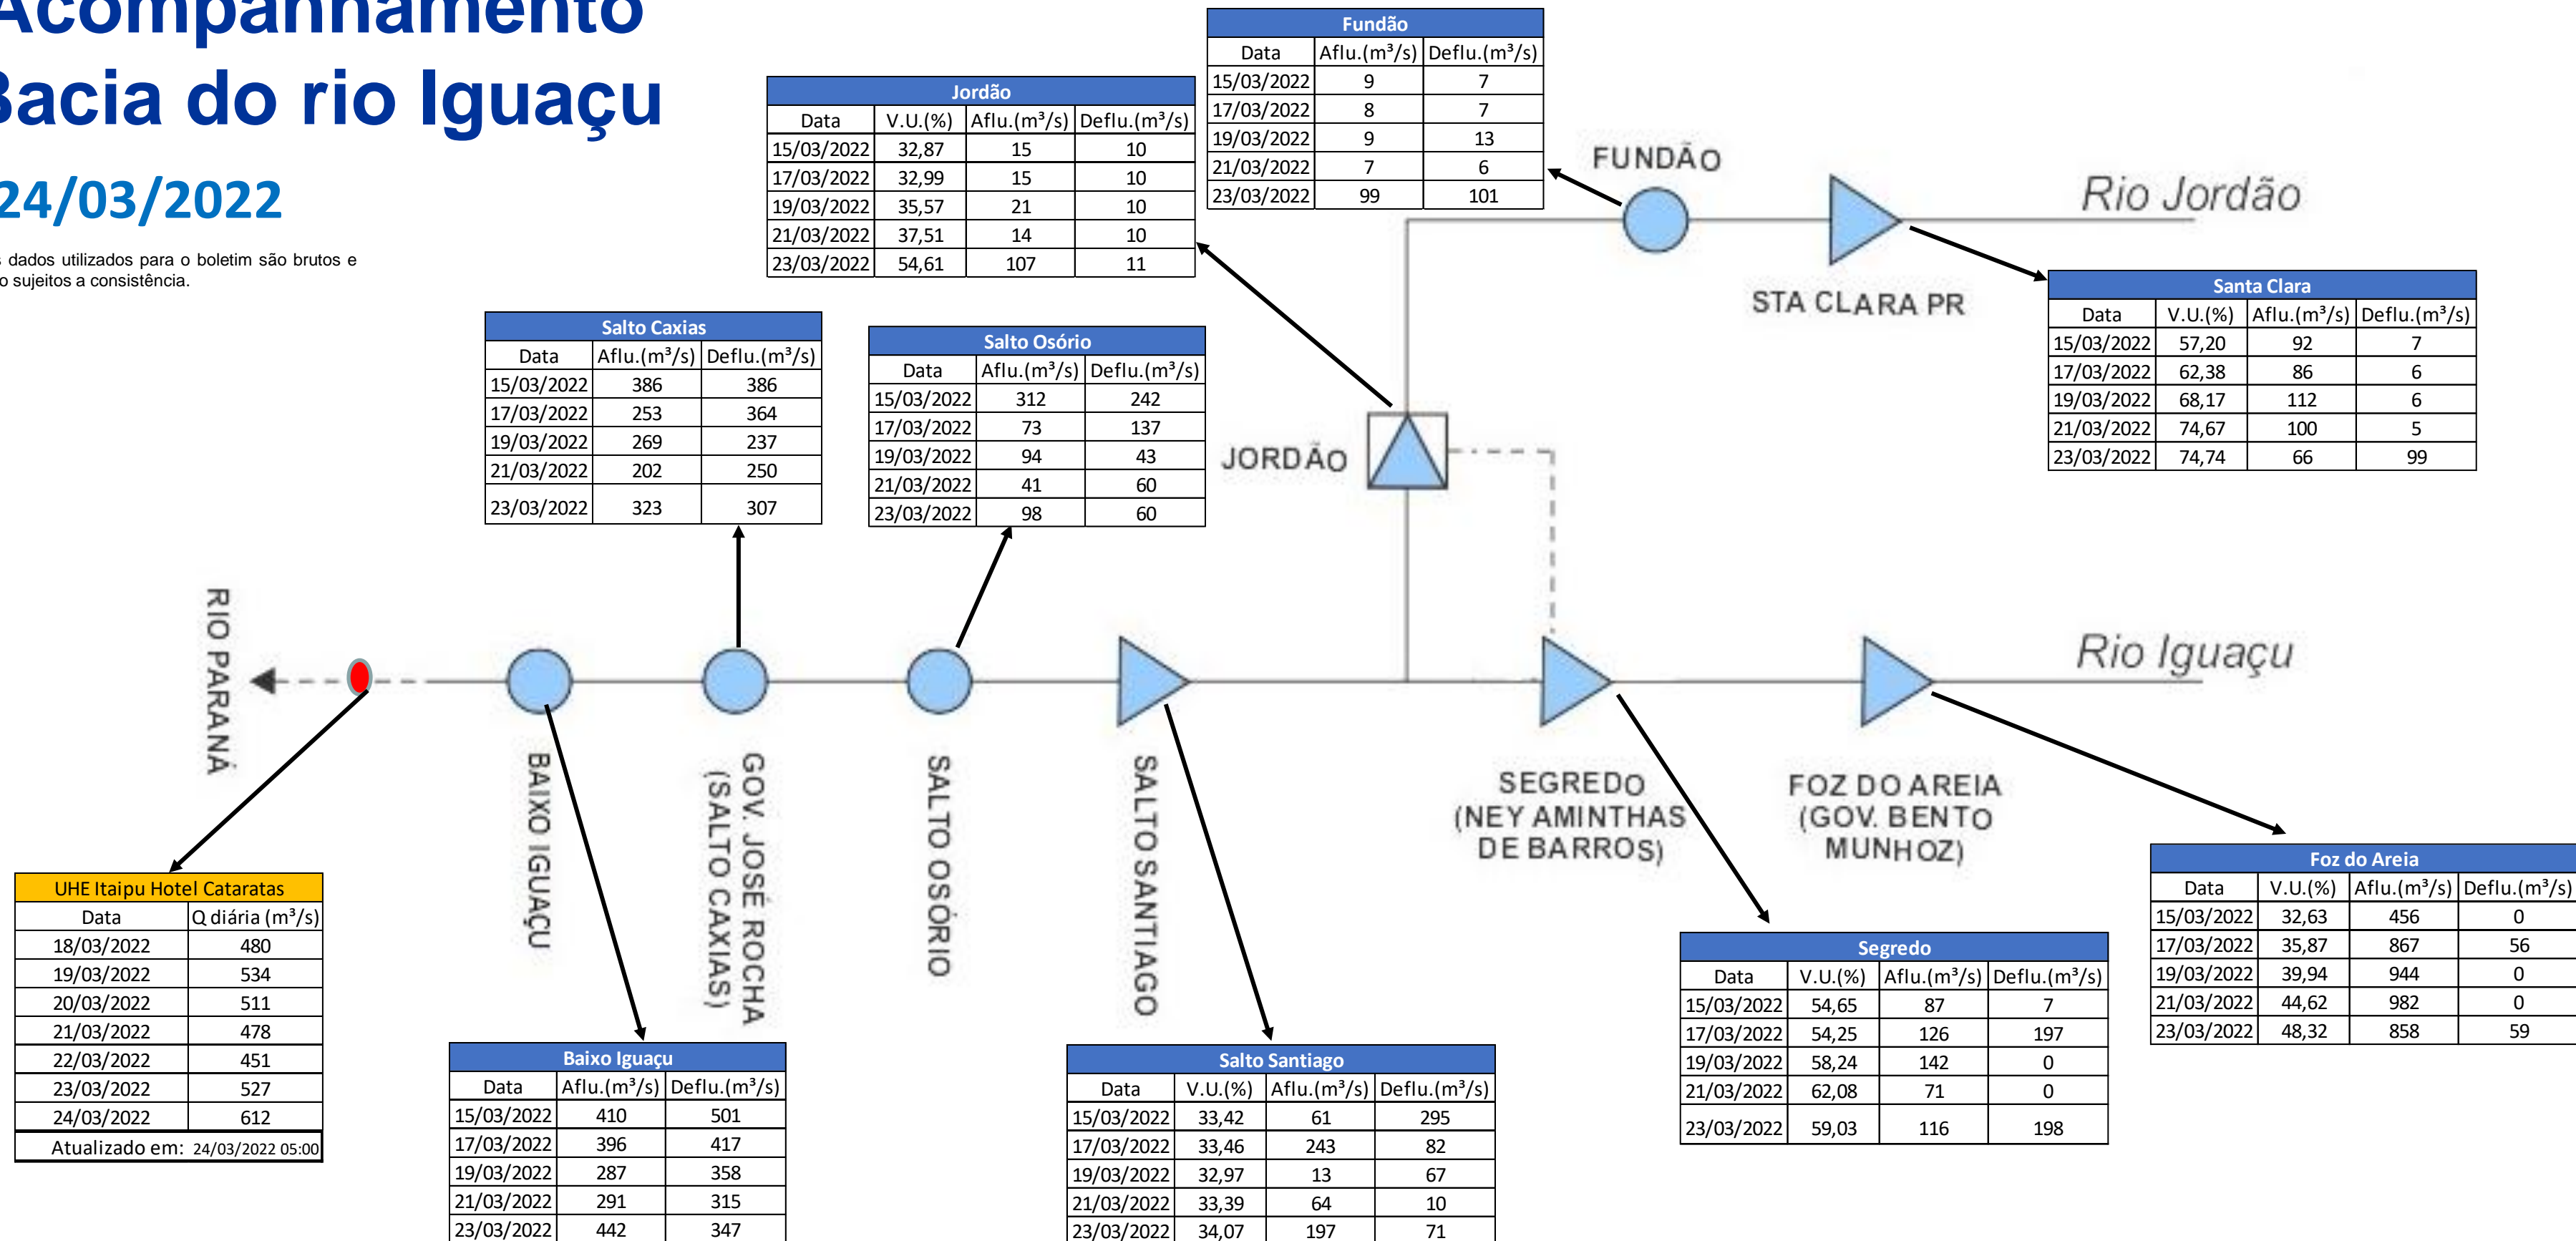 Acompanhamento
Bacia do rio Iguaçu
24/03/2022
s dados utilizados para o boletim são brutos e
o sujeitos a consistência.
Fundão
Data Aflu.(m³/s) Deflu.(m³/s)
15/03/2022 9 7
17/03/2022 8 7
19/03/2022 9 13
21/03/2022 7 6
23/03/2022 99 101
Jordão
Data V.U.(%) Aflu.(m³/s) Deflu.(m³/s)
15/03/2022 32,87 15 10
17/03/2022 32,99 15 10
19/03/2022 35,57 21 10
21/03/2022 37,51 14 10
23/03/2022 54,61 107 11
FUNDÃO
Rio Jordão
STA CLARA PR
Santa Clara
Data V.U.(%) Aflu.(m³/s) Deflu.(m³/s)
15/03/2022 57,20 92 7
17/03/2022 62,38 86 6
19/03/2022 68,17 112 6
21/03/2022 74,67 100 5
23/03/2022 74,74 66 99
Salto Caxias
Data Aflu.(m³/s) Deflu.(m³/s)
15/03/2022 386 386
17/03/2022 253 364
19/03/2022 269 237
21/03/2022 202 250
23/03/2022 323 307
Salto Osório
Data Aflu.(m³/s) Deflu.(m³/s)
15/03/2022 312 242
17/03/2022 73 137
19/03/2022 94 43
21/03/2022 41 60
23/03/2022 98 60
JORDÃO
RIO PARANÁ
Rio Iguaçu
BAIXO IGUAÇU
GOV. JOSÉ ROCHA
(SALTO CAXIAS)
SALTO OSÓRIO
SALTO SANTIAGO
SEGREDO
(NEY AMINTHAS
DE BARROS)
FOZ DO AREIA
(GOV. BENTO
MUNHOZ)
UHE Itaipu Hotel Cataratas
Data Q diária (m³/s)
18/03/2022 480
19/03/2022 534
20/03/2022 511
21/03/2022 478
22/03/2022 451
23/03/2022 527
24/03/2022 612
Atualizado em: 24/03/2022 05:00
Baixo Iguaçu
Data Aflu.(m³/s) Deflu.(m³/s)
15/03/2022 410 501
17/03/2022 396 417
19/03/2022 287 358
21/03/2022 291 315
23/03/2022 442 347
Salto Santiago
Data V.U.(%) Aflu.(m³/s) Deflu.(m³/s)
15/03/2022 33,42 61 295
17/03/2022 33,46 243 82
19/03/2022 32,97 13 67
21/03/2022 33,39 64 10
23/03/2022 34,07 197 71
Segredo
Data V.U.(%) Aflu.(m³/s) Deflu.(m³/s)
15/03/2022 54,65 87 7
17/03/2022 54,25 126 197
19/03/2022 58,24 142 0
21/03/2022 62,08 71 0
23/03/2022 59,03 116 198
Foz do Areia
Data V.U.(%) Aflu.(m³/s) Deflu.(m³/s)
15/03/2022 32,63 456 0
17/03/2022 35,87 867 56
19/03/2022 39,94 944 0
21/03/2022 44,62 982 0
23/03/2022 48,32 858 59